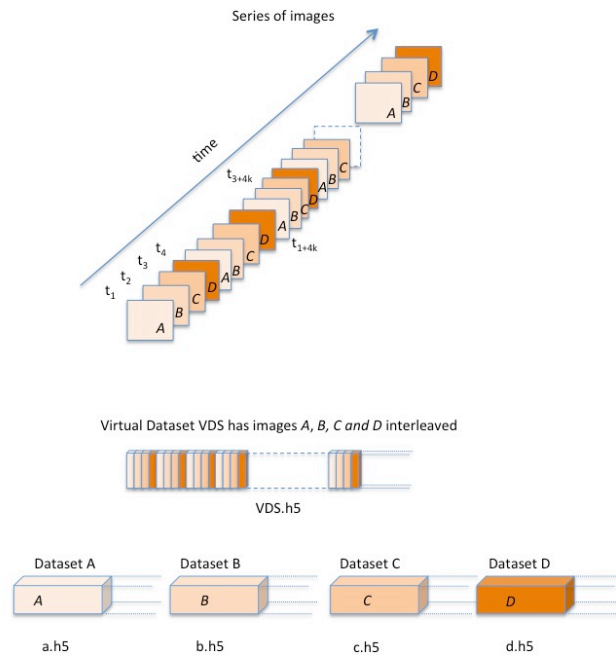 Series of images
D
C
B
A
time
C
t3+4k
B
A
D
C
B
t4
D
A
t1+4k
t3
C
t2
B
D
A
t1
C
B
A
Virtual Dataset VDS has images A, B, C and D interleaved
VDS.h5
Dataset A Dataset B Dataset C Dataset D
A B C D
a.h5 b.h5 c.h5 d.h5